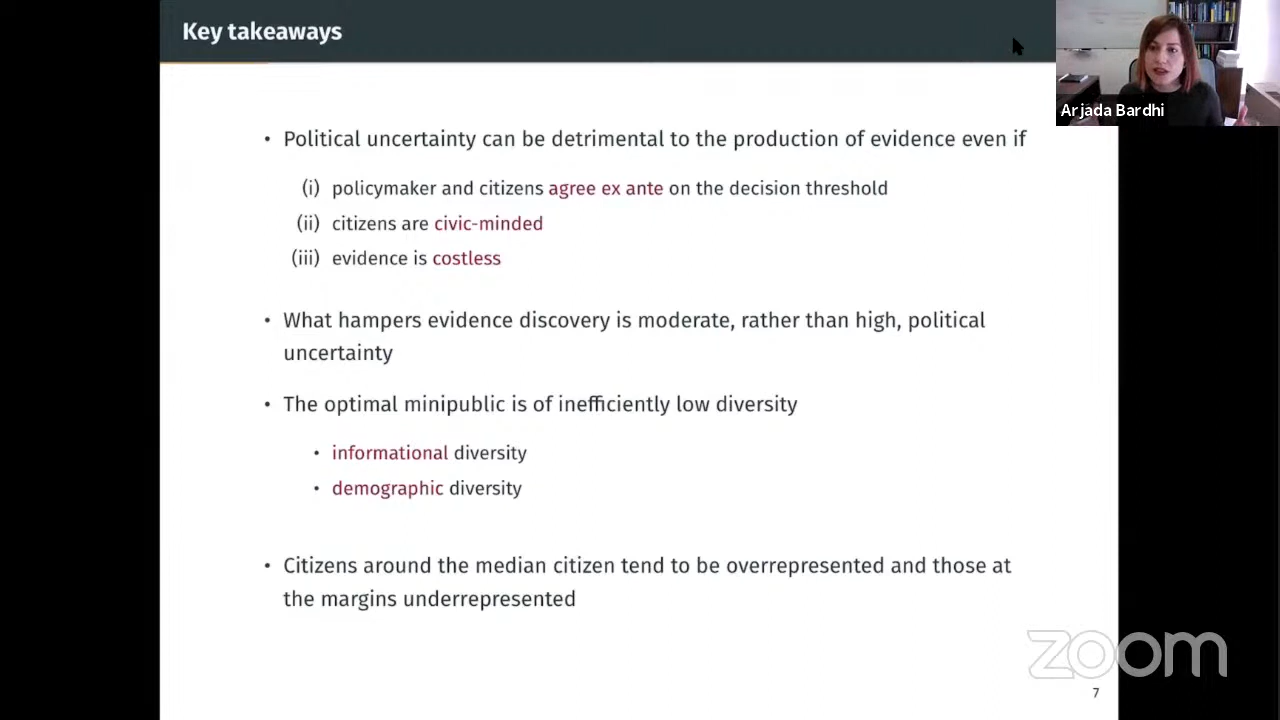 Key takeaways
Arjada Bardhi
• Political uncertainty can be detrimental to the production of evidence even if
(i) policymaker and citizens agree ex ante on the decision threshold
(ii) citizens are civic-minded
(iii) evidence is costless
• What hampers evidence discovery is moderate, rather than high, political
uncertainty
• The optimal minipublic is of inefficiently low diversity
• informational diversity
• demographic diversity
• Citizens around the median citizen tend to be overrepresented and those at
the margins underrepresented
zoom
7